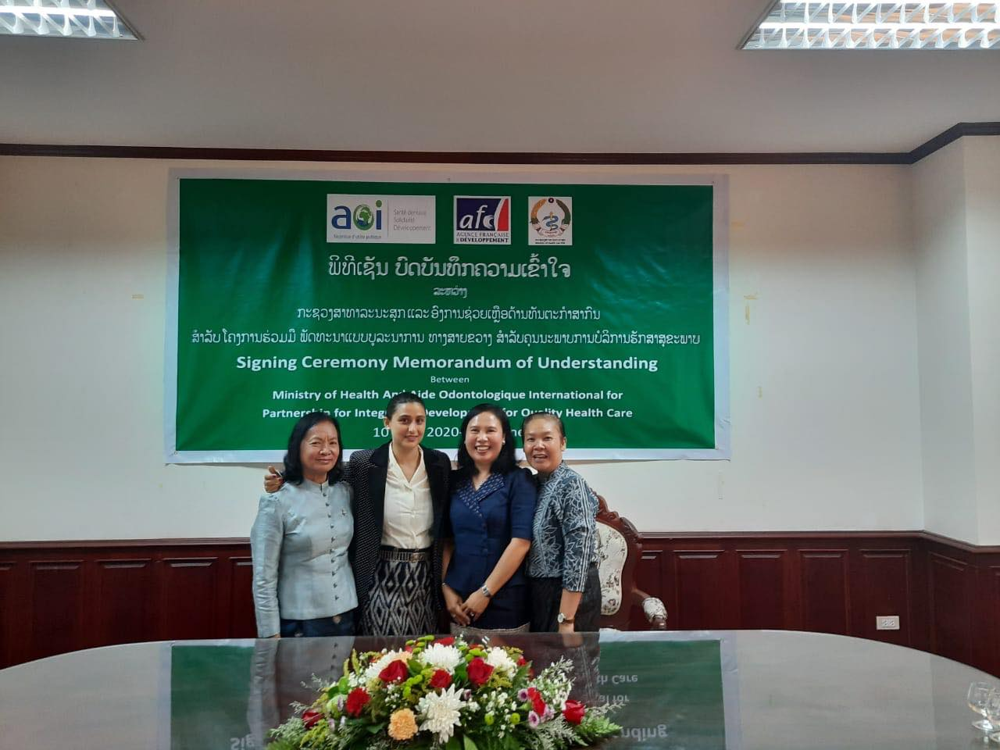 aoi
Santé dentaire
Solidarité
Développement
Reconnue d'utilité publique
afd
AGENCE FRANÇAISE
DE DÉVELOPPEMENT
ພິທີເຊັນ ບົດບັນທຶກຄວາມເຂົ້າໃຈ
ລະຫວ່າງ
ກະຊວງສາທາລະນະສຸກ ແລະ ອົງການຊ່ວຍເຫຼືອດ້ານທັນຕະກຳສາກົນ
ສຳລັບ ໂຄງການຮ່ວມມື ພັດທະນາແບບບູລະນາການ ທາງສາຍຂວາງ ສຳລັບຄຸນນະພາບການບໍລິການຮັກສາສຸຂະພາບ
Signing Ceremony Memorandum of Understanding
Between
Ministry of Health And Aide Odontologique International for
Partnership for Integ Develop for Quality Health Care
10 2020-